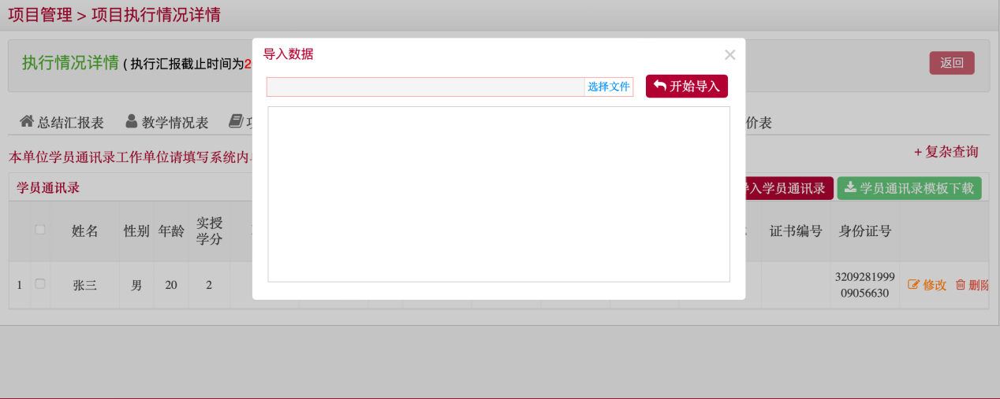 项目管理 > 项目执行情况详情
执行情况详情 ( 执行汇报截止时间为2
返回
导入数据
×
选择文件
开始导入
总结汇报表 教学情况表
价表
本单位学员通讯录工作单位请填写系统内
+ 复杂查询
学员通讯录
入学员通讯录 学员通讯录模板下载
姓名 性别 年龄 实授学分 证书编号 身份证号
1 张三 男 20 2 320928199909056630 修改 删除